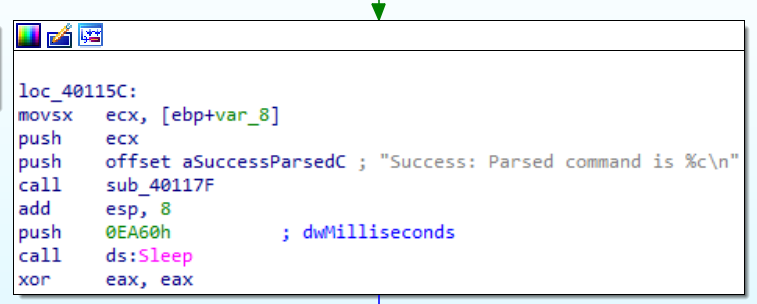 loc_40115C:
movsx ecx, [ebp+var_8]
push ecx
push offset aSuccessParsedC ; "Success: Parsed command is %c\n"
call sub_40117F
add esp, 8
push 0EA60h ; dwMilliseconds
call ds:Sleep
xor eax, eax